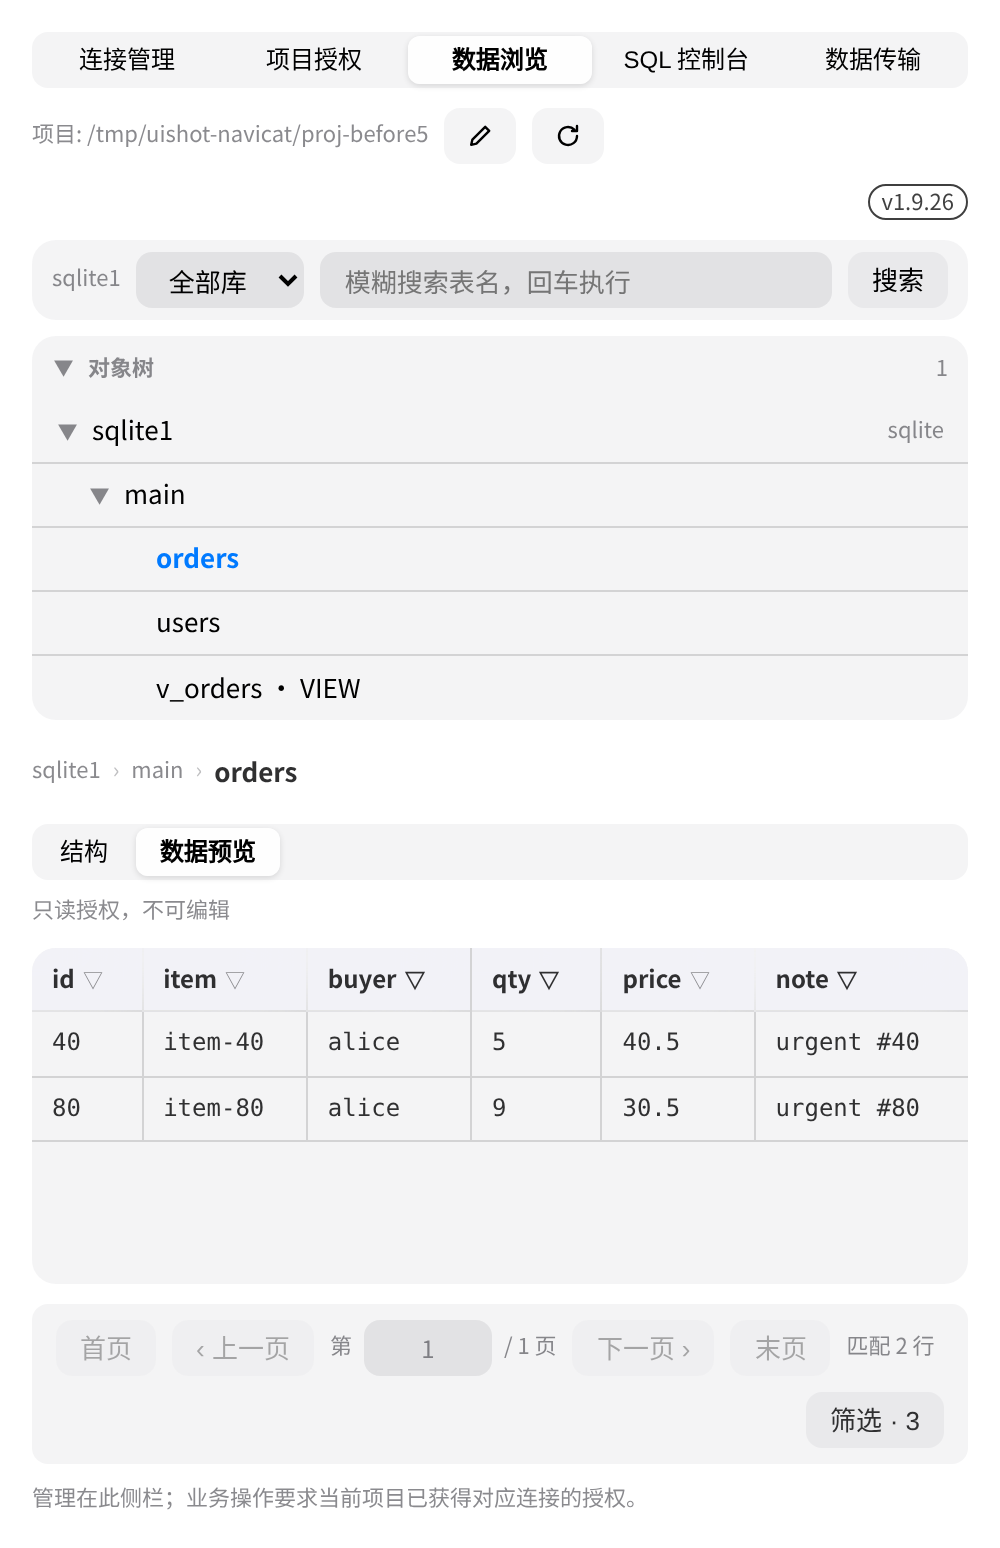 连接管理 项目授权 数据浏览 SQL 控制台 数据传输
项目: /tmp/uishot-navicat/proj-before5
v1.9.26
sqlite1 全部库 模糊搜索表名，回车执行 搜索
▼ 对象树 1
▼ sqlite1 sqlite
▼ main
orders
users
v_orders · VIEW
sqlite1 › main › orders
结构 数据预览
只读授权，不可编辑
id ▽ item ▽ buyer ▽ qty ▽ price ▽ note ▽
40 item-40 alice 5 40.5 urgent #40
80 item-80 alice 9 30.5 urgent #80
首页 ‹ 上一页 第 1 / 1 页 下一页 › 末页 匹配 2 行
筛选 · 3
管理在此侧栏；业务操作要求当前项目已获得对应连接的授权。